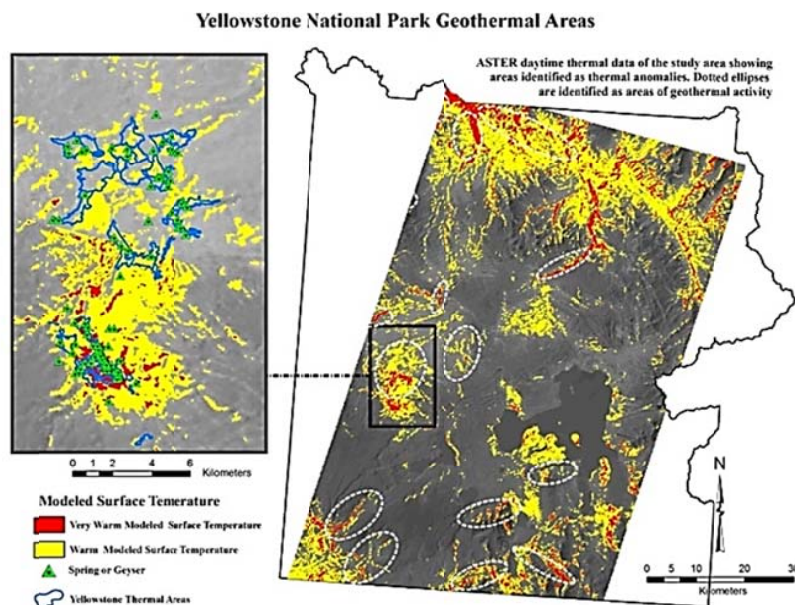 Yellowstone National Park Geothermal Areas
ASTER daytime thermal data of the study area showing
areas identified as thermal anomalies. Dotted ellipses
are identified as areas of geothermal activity
0 1 2 4 6
Kilometers
Modeled Surface Temerature
Very Warm Modeled Surface Temperature
Warm Modeled Surface Temperature
Spring or Geyser
Yellowstone Thermal Areas
N
0 5 10 20 30
Kilometers